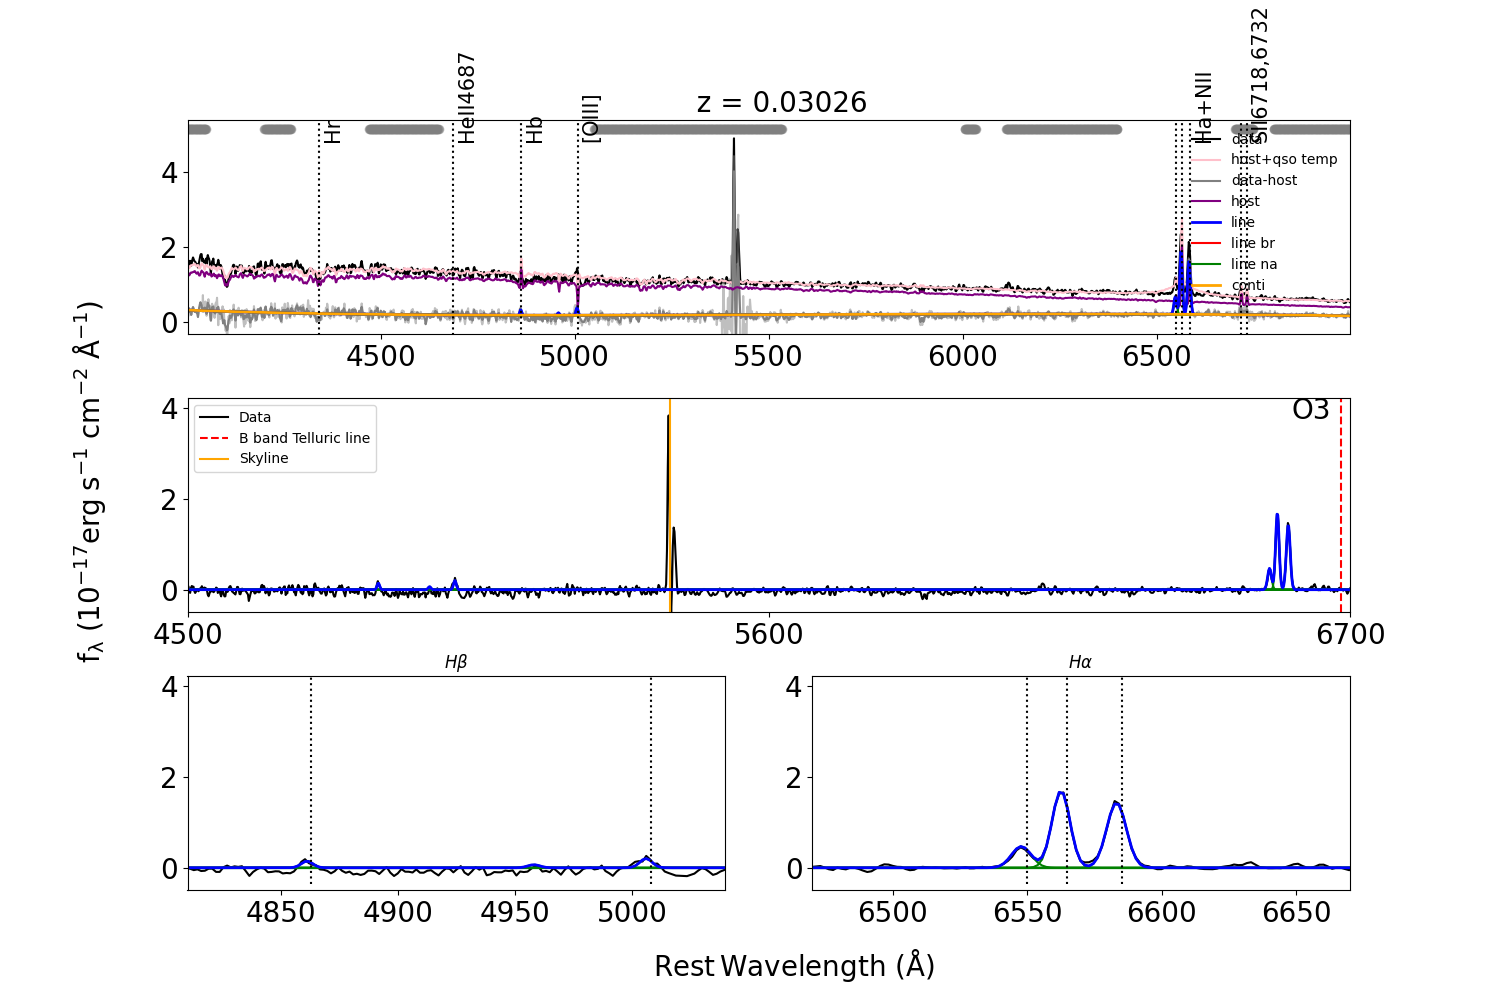 z = 0.03026
Hr
HeII4687
Hb
[OIII]
Ha+NII
SII6718,6732
data
host+qso temp
data-host
host
line
line br
line na
conti
4
2
0
4500 5000 5500 6000 6500
fλ (10⁻¹⁷erg s⁻¹ cm⁻² Å⁻¹)
Data
B band Telluric line
Skyline
O3
4
2
0
4500 5600 6700
Hβ
4
2
0
4850 4900 4950 5000
Hα
4
2
0
6500 6550 6600 6650
Rest Wavelength (Å)